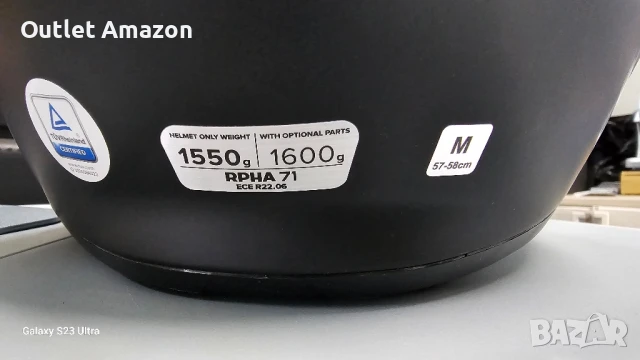 Outlet Amazon
TÜVRheinland
CERTIFIED
HELMET ONLY WEIGHT | WITH OPTIONAL PARTS
1550g | 1600g
RPHA 71
ECE R22.06
M
57-58cm
Galaxy S23 Ultra
BAZAR